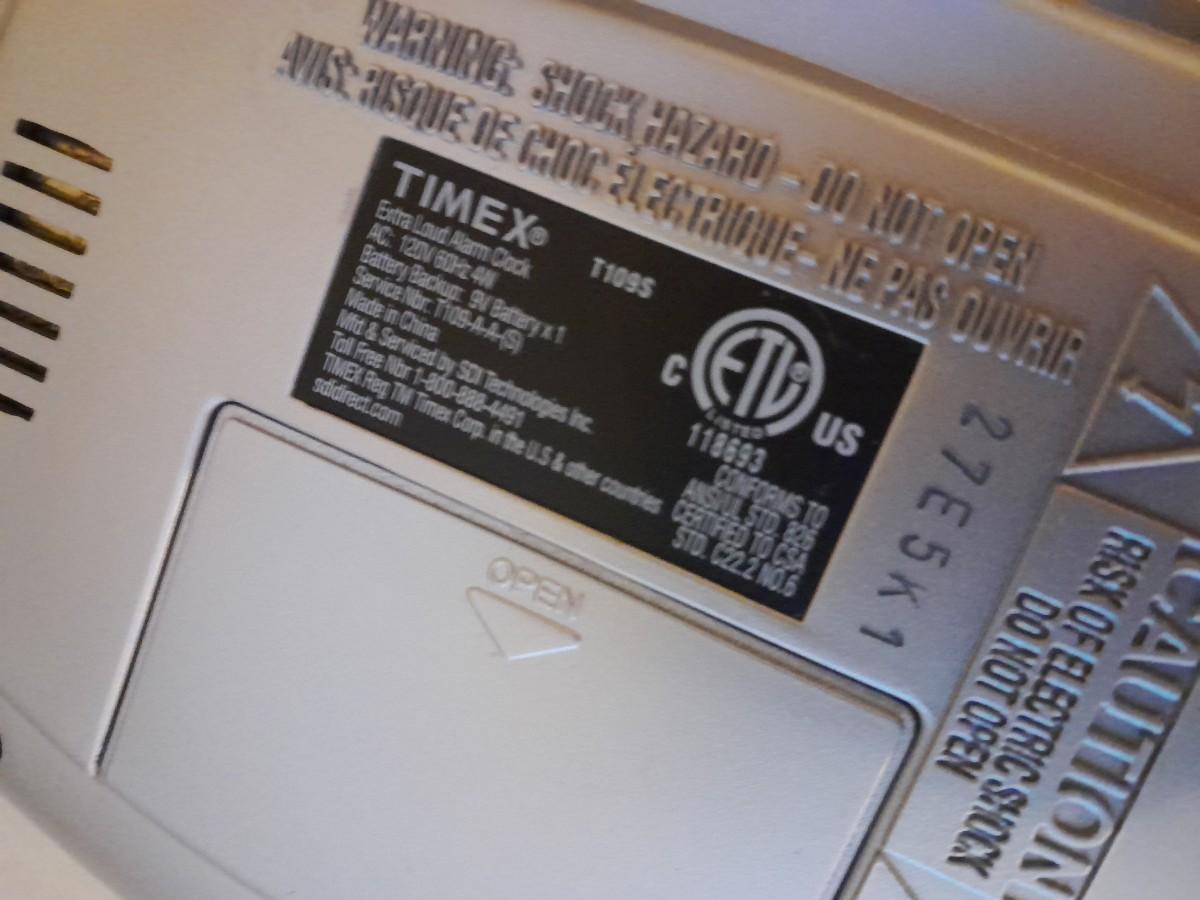 WARNING: SHOCK HAZARD - DO NOT OPEN
AVIS: RISQUE DE CHOC ÉLECTRIQUE - NE PAS OUVRIR
TIMEX®
T109S
Extra Loud Alarm Clock
AC: 120V 60Hz 4W
Battery Backup: 9V Battery x 1
Service Nbr: T109-A-A-(S)
Made in China
Mfd & Serviced by SDI Technologies Inc.
Toll Free Nbr 1-800-888-4491
TIMEX Reg TM Timex Corp. in the U.S & other countries
sdidirect.com
C ETL® US
LISTED
118693
CONFORMS TO
ANSI/UL STD. 826
CERTIFIED TO CSA
STD. C22.2 NO.6
27E5K1
OPEN
CAUTION
RISK OF ELECTRIC SHOCK
DO NOT OPEN